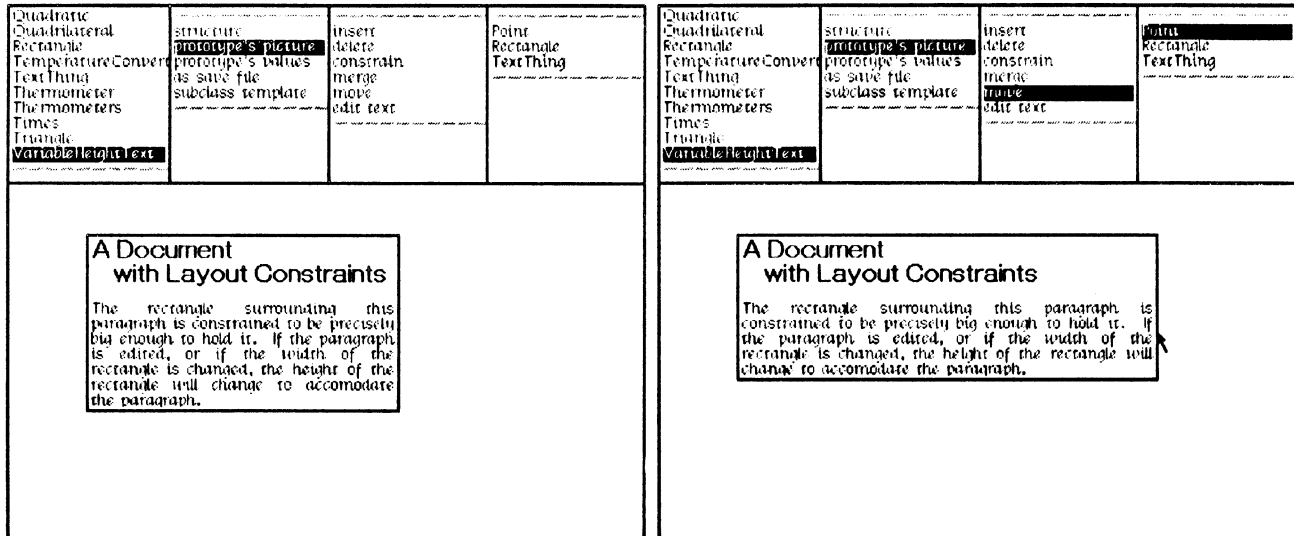 Quadratic
Quadrilateral
Rectangle
TemperatureConvert
TextThing
Thermometer
Thermometers
Times
Triangle
VariableHeightText
structure
prototype's picture
prototype's values
as save file
subclass template
insert
delete
constrain
merge
move
edit text
Point
Rectangle
TextThing
A Document
with Layout Constraints
The rectangle surrounding this
paragraph is constrained to be precisely
big enough to hold it. If the paragraph
is edited, or if the width of the
rectangle is changed, the height of the
rectangle will change to accomodate
the paragraph.
Quadratic
Quadrilateral
Rectangle
TemperatureConvert
TextThing
Thermometer
Thermometers
Times
Triangle
VariableHeightText
structure
prototype's picture
prototype's values
as save file
subclass template
insert
delete
constrain
merge
move
edit text
Point
Rectangle
TextThing
A Document
with Layout Constraints
The rectangle surrounding this paragraph is
constrained to be precisely big enough to hold it. If
the paragraph is edited, or if the width of the
rectangle is changed, the height of the rectangle will
change to accomodate the paragraph.